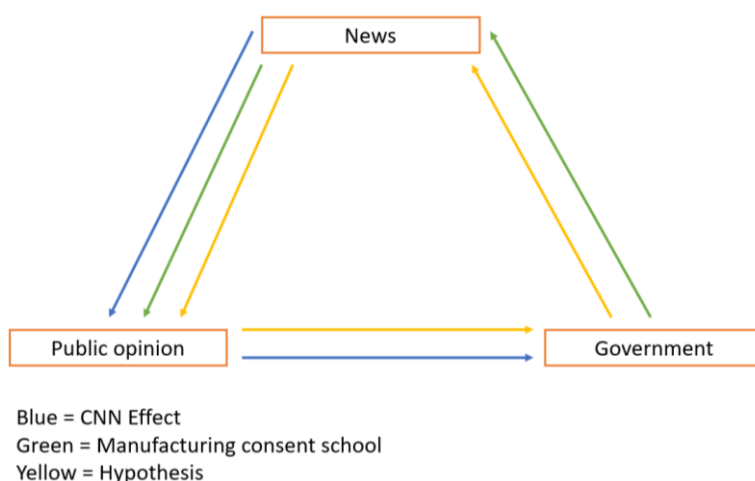 News
Public opinion
Government
Blue = CNN Effect
Green = Manufacturing consent school
Yellow = Hypothesis